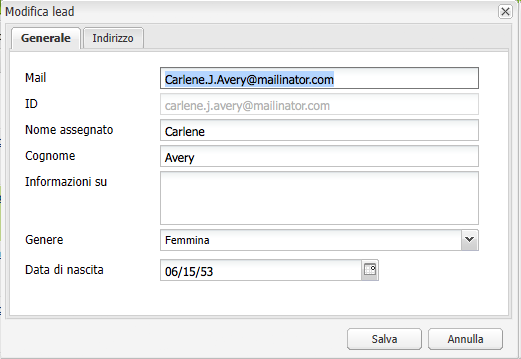 Modifica lead
Generale Indirizzo
Mail Carlene.J.Avery@mailinator.com
ID carlene.j.avery@mailinator.com
Nome assegnato Carlene
Cognome Avery
Informazioni su
Genere Femmina
Data di nascita 06/15/53
Salva Annulla